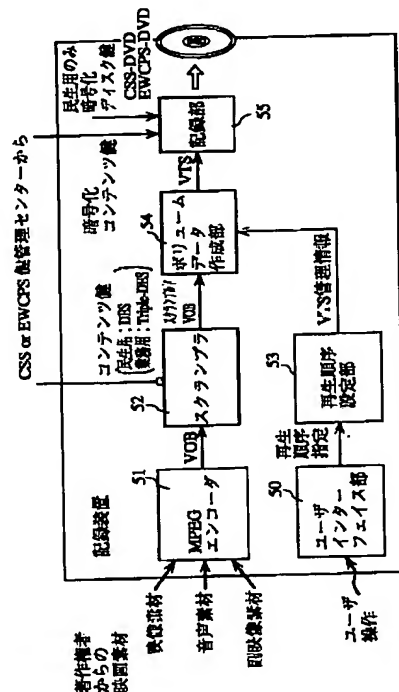 CSS or EWCPS 鍵管理センターから
著作権者
からの
映画素材
記録装置
映像素材
音声素材
副映像素材
51
MPEG
エンコーダ
VOB
コンテンツ鍵
民生用 : DES
業務用 : Triple-DES
52
スクランブラ
スクランブルド
VOB
54
ボリューム
データ
作成部
VTS
暗号化
コンテンツ鍵
民生用のみ
暗号化
ディスク鍵
55
記録部
CSS-DVD
EWCPS-DVD
ユーザ
操作
50
ユーザ
インター
フェイス部
再生
順序
指定
53
再生順序
設定部
VTS管理情報